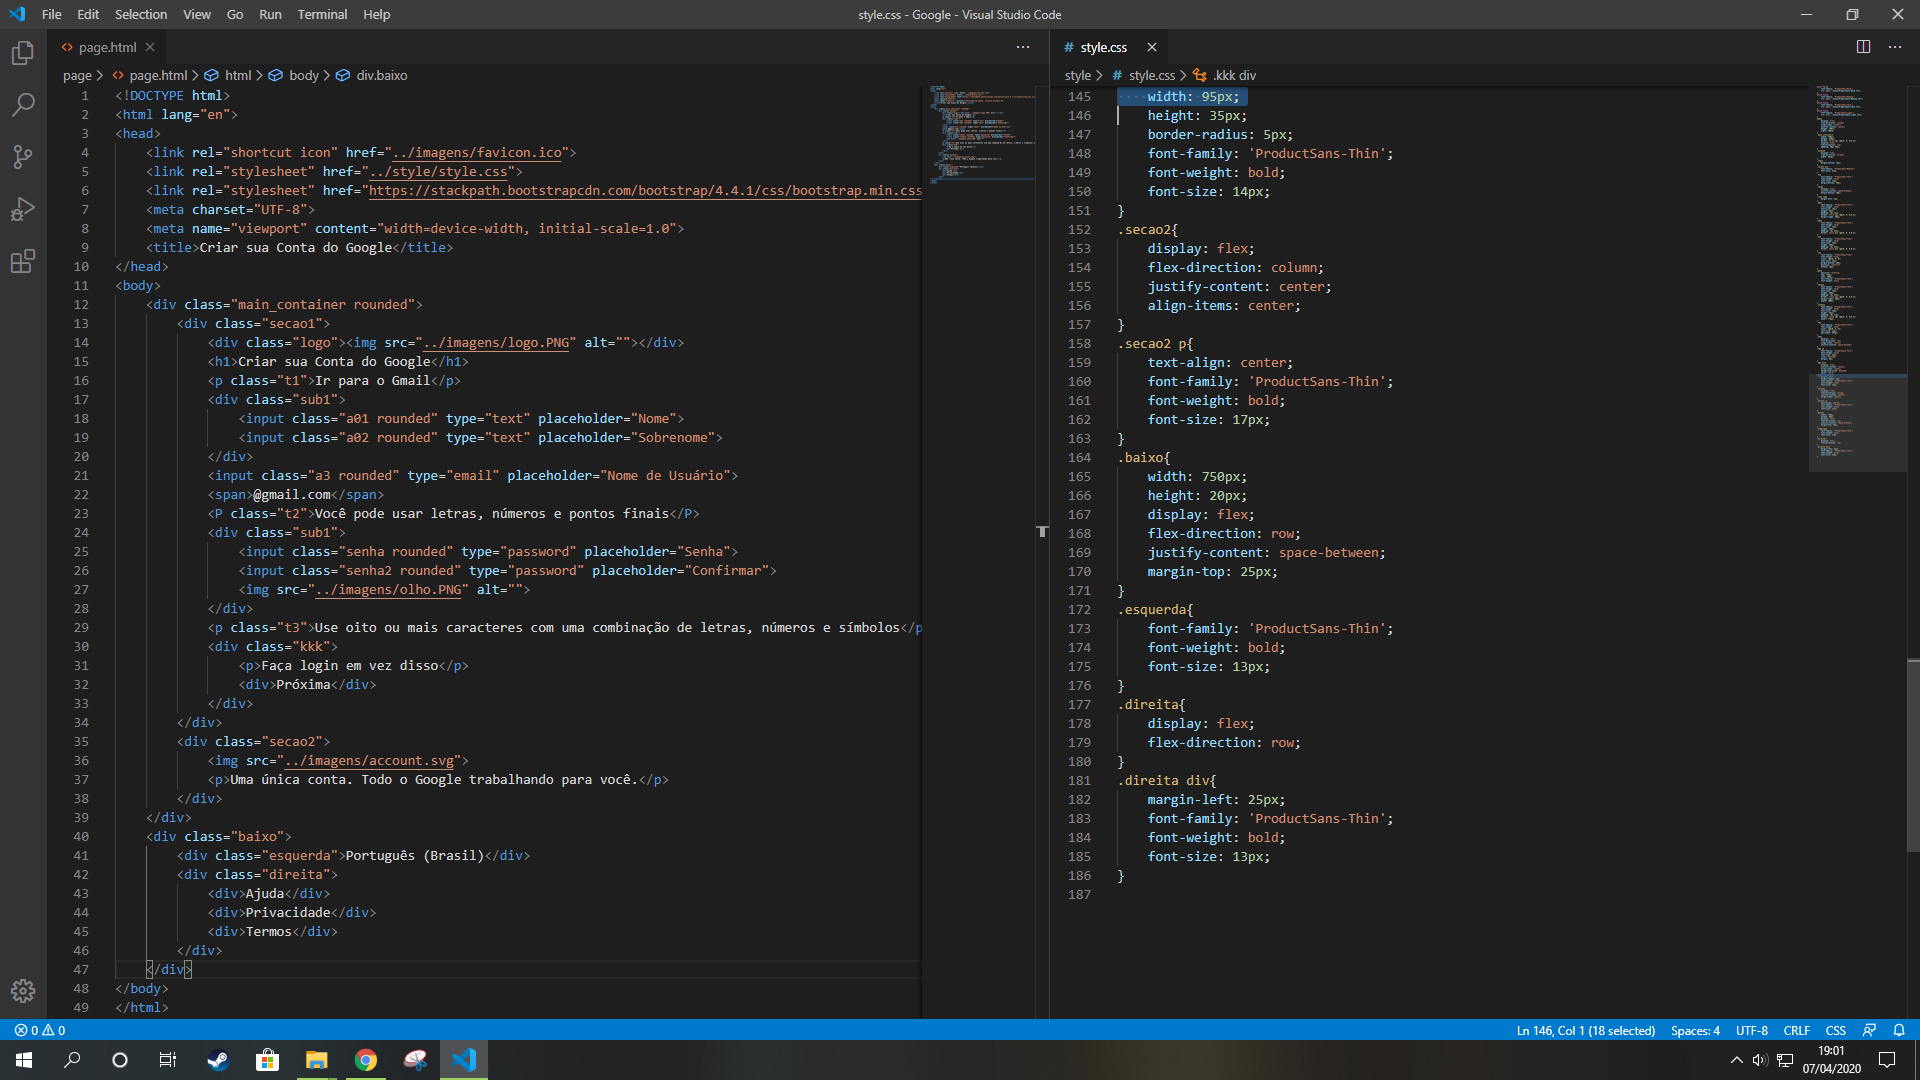 File Edit Selection View Go Run Terminal Help
style.css - Google - Visual Studio Code
page.html
page > page.html > html > body > div.baixo
1 <!DOCTYPE html>
2 <html lang="en">
3 <head>
4 <link rel="shortcut icon" href="../imagens/favicon.ico">
5 <link rel="stylesheet" href="../style/style.css">
6 <link rel="stylesheet" href="https://stackpath.bootstrapcdn.com/bootstrap/4.4.1/css/bootstrap.min.css
7 <meta charset="UTF-8">
8 <meta name="viewport" content="width=device-width, initial-scale=1.0">
9 <title>Criar sua Conta do Google</title>
10 </head>
11 <body>
12 <div class="main_container rounded">
13 <div class="secao1">
14 <div class="logo"><img src="../imagens/logo.PNG" alt=""></div>
15 <h1>Criar sua Conta do Google</h1>
16 <p class="t1">Ir para o Gmail</p>
17 <div class="sub1">
18 <input class="a01 rounded" type="text" placeholder="Nome">
19 <input class="a02 rounded" type="text" placeholder="Sobrenome">
20 </div>
21 <input class="a3 rounded" type="email" placeholder="Nome de Usuário">
22 <span>@gmail.com</span>
23 <P class="t2">Você pode usar letras, números e pontos finais</P>
24 <div class="sub1">
25 <input class="senha rounded" type="password" placeholder="Senha">
26 <input class="senha2 rounded" type="password" placeholder="Confirmar">
27 <img src="../imagens/olho.PNG" alt="">
28 </div>
29 <p class="t3">Use oito ou mais caracteres com uma combinação de letras, números e símbolos</p
30 <div class="kkk">
31 <p>Faça login em vez disso</p>
32 <div>Próxima</div>
33 </div>
34 </div>
35 <div class="secao2">
36 <img src="../imagens/account.svg">
37 <p>Uma única conta. Todo o Google trabalhando para você.</p>
38 </div>
39 </div>
40 <div class="baixo">
41 <div class="esquerda">Português (Brasil)</div>
42 <div class="direita">
43 <div>Ajuda</div>
44 <div>Privacidade</div>
45 <div>Termos</div>
46 </div>
47 </div>
48 </body>
49 </html>
# style.css
style > # style.css > .kkk div
145 width: 95px;
146 height: 35px;
147 border-radius: 5px;
148 font-family: 'ProductSans-Thin';
149 font-weight: bold;
150 font-size: 14px;
151 }
152 .secao2{
153 display: flex;
154 flex-direction: column;
155 justify-content: center;
156 align-items: center;
157 }
158 .secao2 p{
159 text-align: center;
160 font-family: 'ProductSans-Thin';
161 font-weight: bold;
162 font-size: 17px;
163 }
164 .baixo{
165 width: 750px;
166 height: 20px;
167 display: flex;
168 flex-direction: row;
169 justify-content: space-between;
170 margin-top: 25px;
171 }
172 .esquerda{
173 font-family: 'ProductSans-Thin';
174 font-weight: bold;
175 font-size: 13px;
176 }
177 .direita{
178 display: flex;
179 flex-direction: row;
180 }
181 .direita div{
182 margin-left: 25px;
183 font-family: 'ProductSans-Thin';
184 font-weight: bold;
185 font-size: 13px;
186 }
187
0 0
Ln 146, Col 1 (18 selected) Spaces: 4 UTF-8 CRLF CSS
19:01
07/04/2020